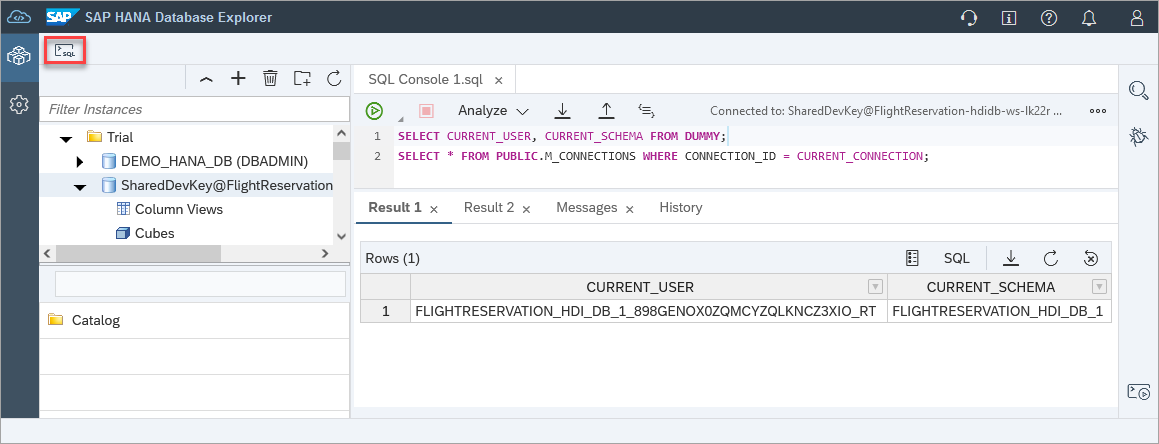 SAP SAP HANA Database Explorer
SQL
SQL Console 1.sql
Filter Instances
Analyze
Connected to: SharedDevKey@FlightReservation-hdidb-ws-lk22r ...
Trial
DEMO_HANA_DB (DBADMIN)
SharedDevKey@FlightReservation
Column Views
Cubes
1 SELECT CURRENT_USER, CURRENT_SCHEMA FROM DUMMY;
2 SELECT * FROM PUBLIC.M_CONNECTIONS WHERE CONNECTION_ID = CURRENT_CONNECTION;
Result 1
Result 2
Messages
History
Rows (1)
SQL
CURRENT_USER
CURRENT_SCHEMA
1 FLIGHTRESERVATION_HDI_DB_1_898GENOX0ZQMCYZQLKNCZ3XIO_RT FLIGHTRESERVATION_HDI_DB_1
Catalog